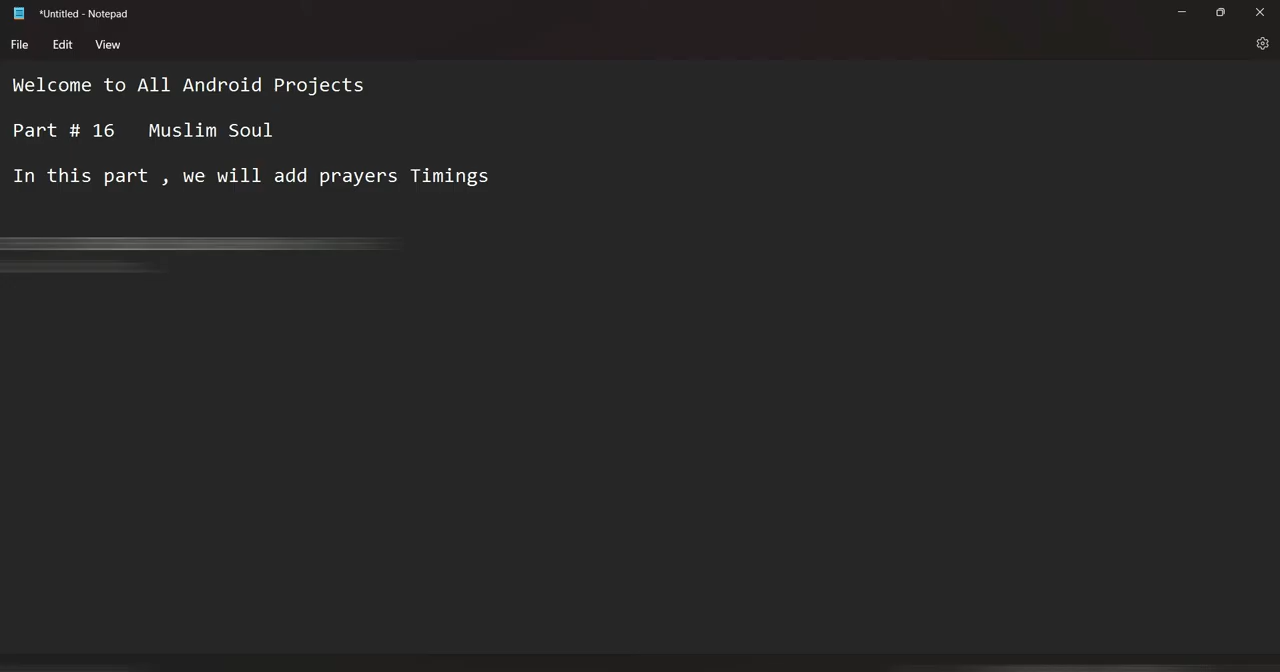 *Untitled - Notepad
File Edit View
Welcome to All Android Projects
Part # 16   Muslim Soul
In this part , we will add prayers Timings